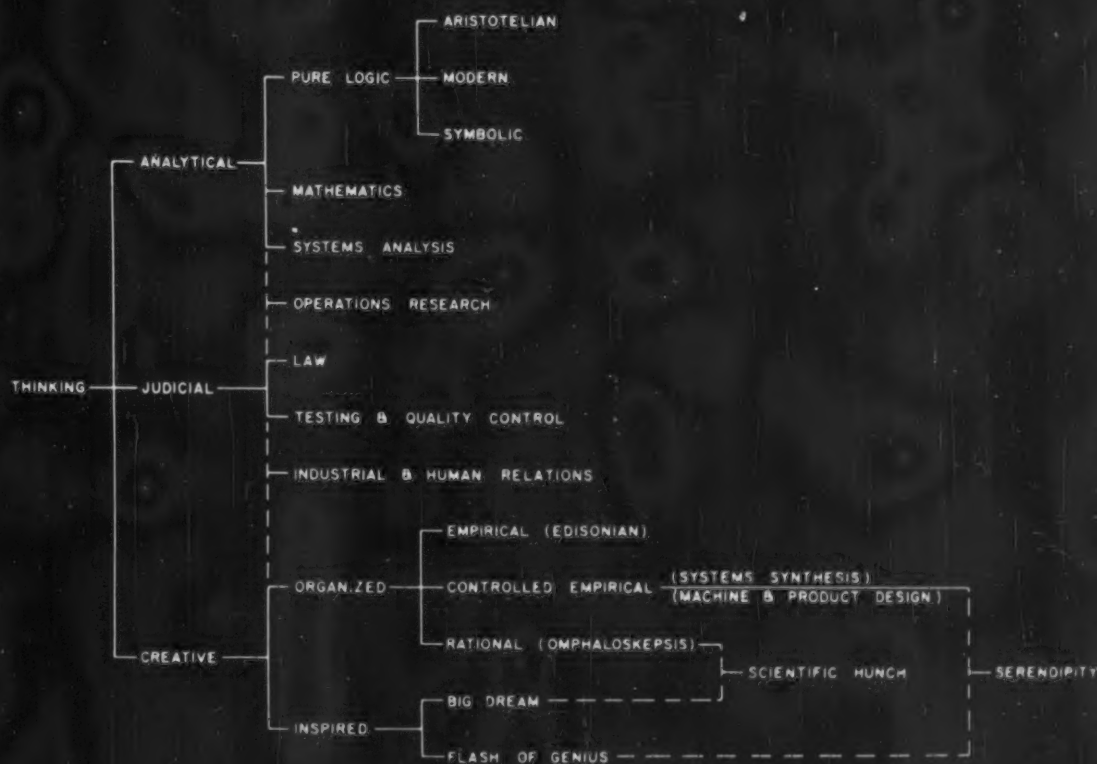 ARISTOTELIAN
PURE LOGIC
MODERN
SYMBOLIC
ANALYTICAL
MATHEMATICS
SYSTEMS ANALYSIS
OPERATIONS RESEARCH
LAW
THINKING
JUDICIAL
TESTING & QUALITY CONTROL
INDUSTRIAL & HUMAN RELATIONS
EMPIRICAL (EDISONIAN)
ORGANIZED
CONTROLLED EMPIRICAL
(SYSTEMS SYNTHESIS)
(MACHINE & PRODUCT DESIGN)
RATIONAL (OMPHALOSKEPSIS)
CREATIVE
SCIENTIFIC HUNCH
SERENDIPITY
BIG DREAM
INSPIRED
FLASH OF GENIUS